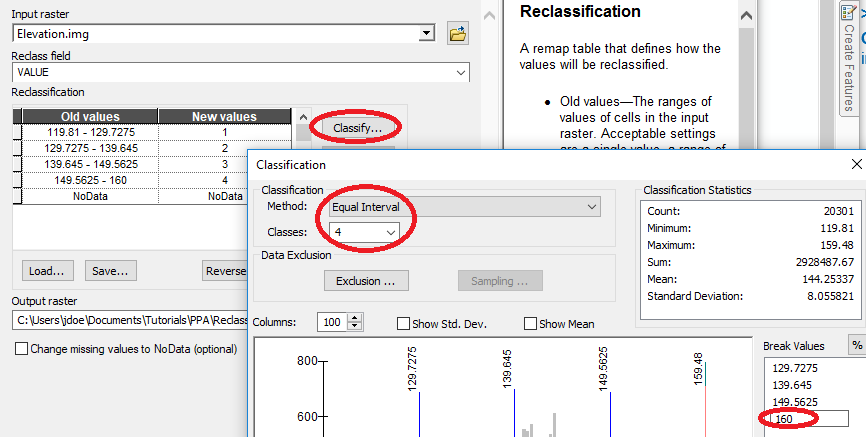 Input raster
Elevation.img
Reclass field
VALUE
Reclassification
Old values New values
119.81 - 129.7275 1
129.7275 - 139.645 2
139.645 - 149.5625 3
149.5625 - 160 4
NoData NoData
Classify...
Load... Save... Reverse
Output raster
C:\Users\jdoe\Documents\Tutorials\PPA\Reclass
Change missing values to NoData (optional)
Reclassification
A remap table that defines how the
values will be reclassified.
• Old values—The ranges of
values of cells in the input
raster. Acceptable settings
are a single value, a range of
Create Features
Classification
Classification
Method: Equal Interval
Classes: 4
Data Exclusion
Exclusion ... Sampling ...
Columns: 100 Show Std. Dev. Show Mean
Classification Statistics
Count: 20301
Minimum: 119.81
Maximum: 159.48
Sum: 2928487.67
Mean: 144.25337
Standard Deviation: 8.055821
800
600
129.7275
139.645
149.5625
159.48
Break Values %
129.7275
139.645
149.5625
160